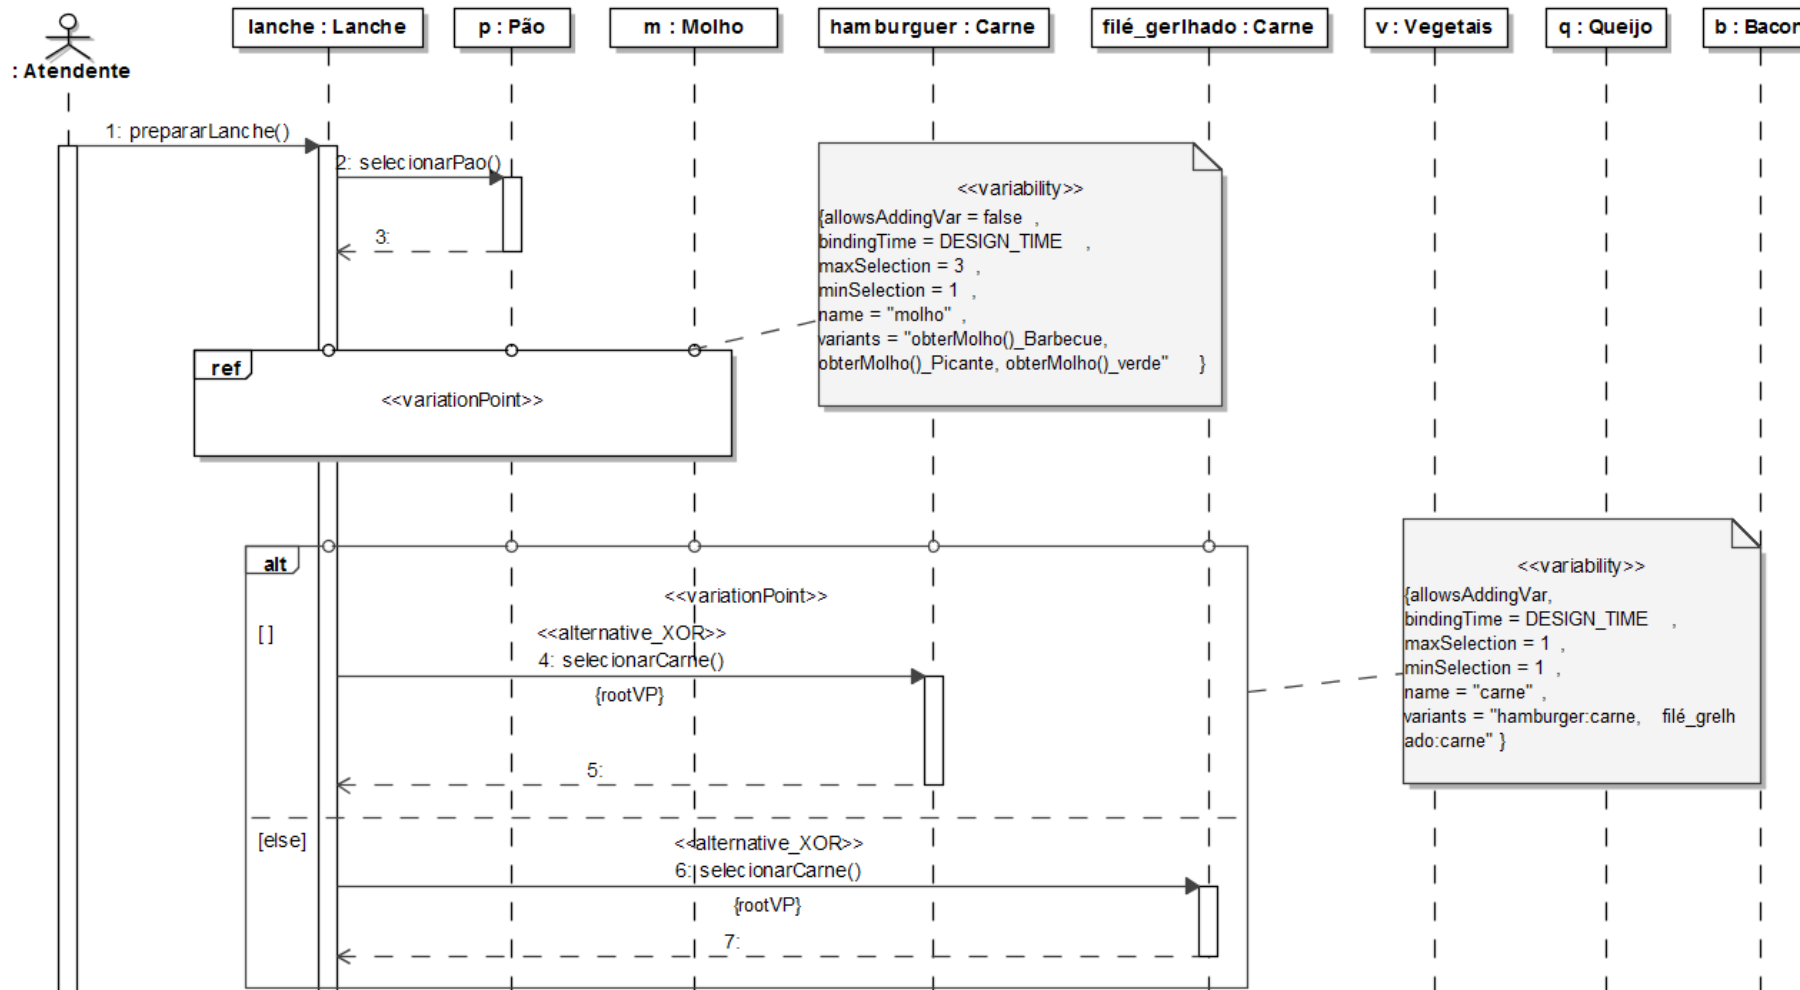 : Atendente
lanche : Lanche
p : Pão
m : Molho
hamburguer : Carne
filé_gerlhado : Carne
v : Vegetais
q : Queijo
b : Bacon
1: prepararLanche()
2: selecionarPao()
3:
<<variability>>
{allowsAddingVar = false ,
bindingTime = DESIGN_TIME ,
maxSelection = 3 ,
minSelection = 1 ,
name = "molho" ,
variants = "obterMolho()_Barbecue,
obterMolho()_Picante, obterMolho()_verde" }
ref
<<variationPoint>>
alt
<<variationPoint>>
[ ]
<<alternative_XOR>>
4: selecionarCarne()
{rootVP}
5:
<<variability>>
{allowsAddingVar,
bindingTime = DESIGN_TIME ,
maxSelection = 1 ,
minSelection = 1 ,
name = "carne" ,
variants = "hamburger:carne, filé_grelh
ado:carne" }
[else]
<<alternative_XOR>>
6: selecionarCarne()
{rootVP}
7: